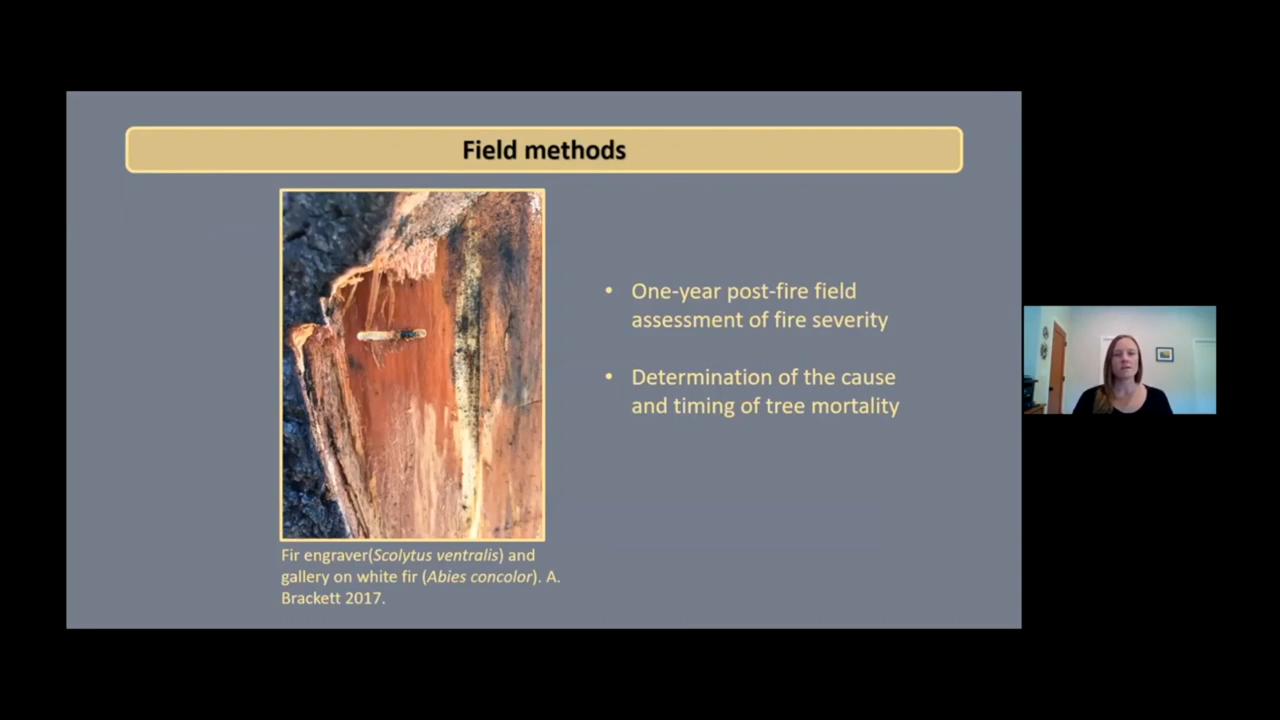 Field methods
• One-year post-fire field
assessment of fire severity
• Determination of the cause
and timing of tree mortality
Fir engraver(Scolytus ventralis) and
gallery on white fir (Abies concolor). A.
Brackett 2017.